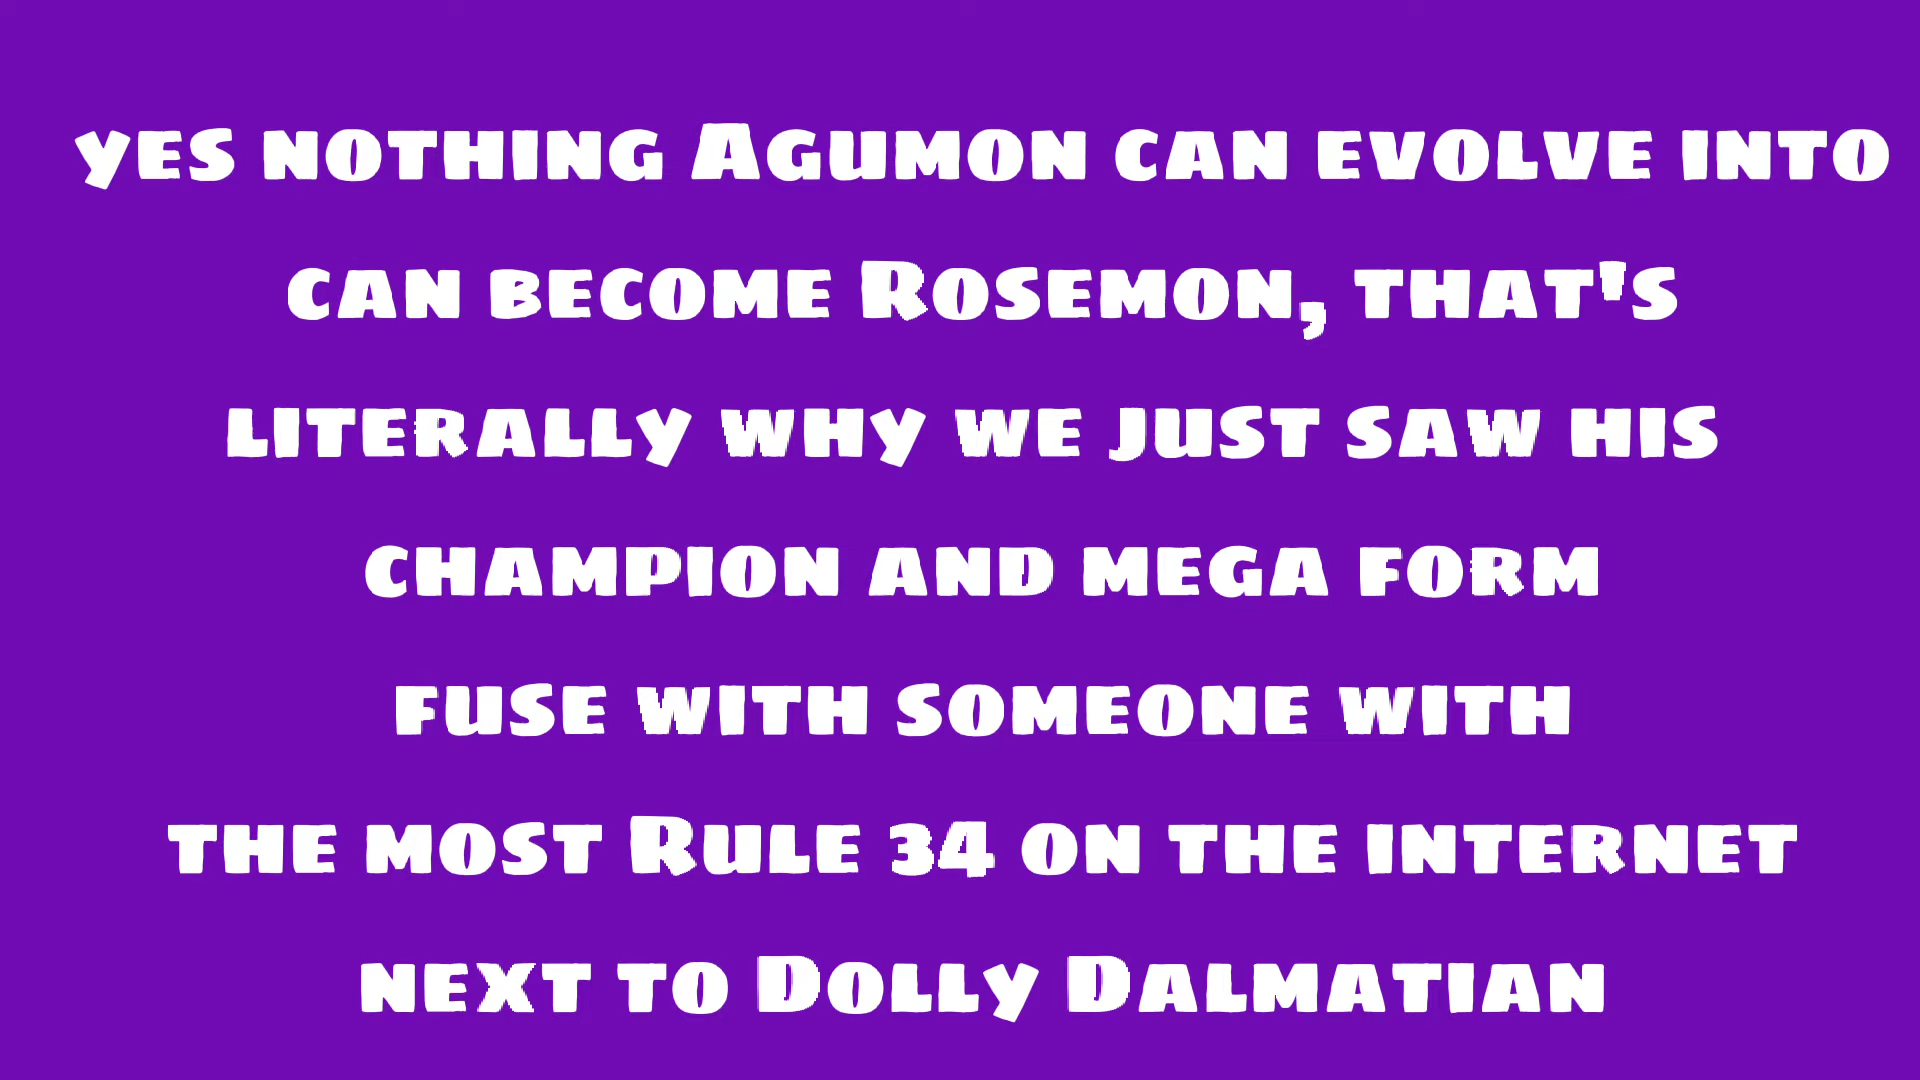 yes nothing Agumon can evolve into
can become Rosemon, that's
literally why we just saw his
champion and mega form
fuse with someone with
the most Rule 34 on the internet
next to Dolly Dalmatian